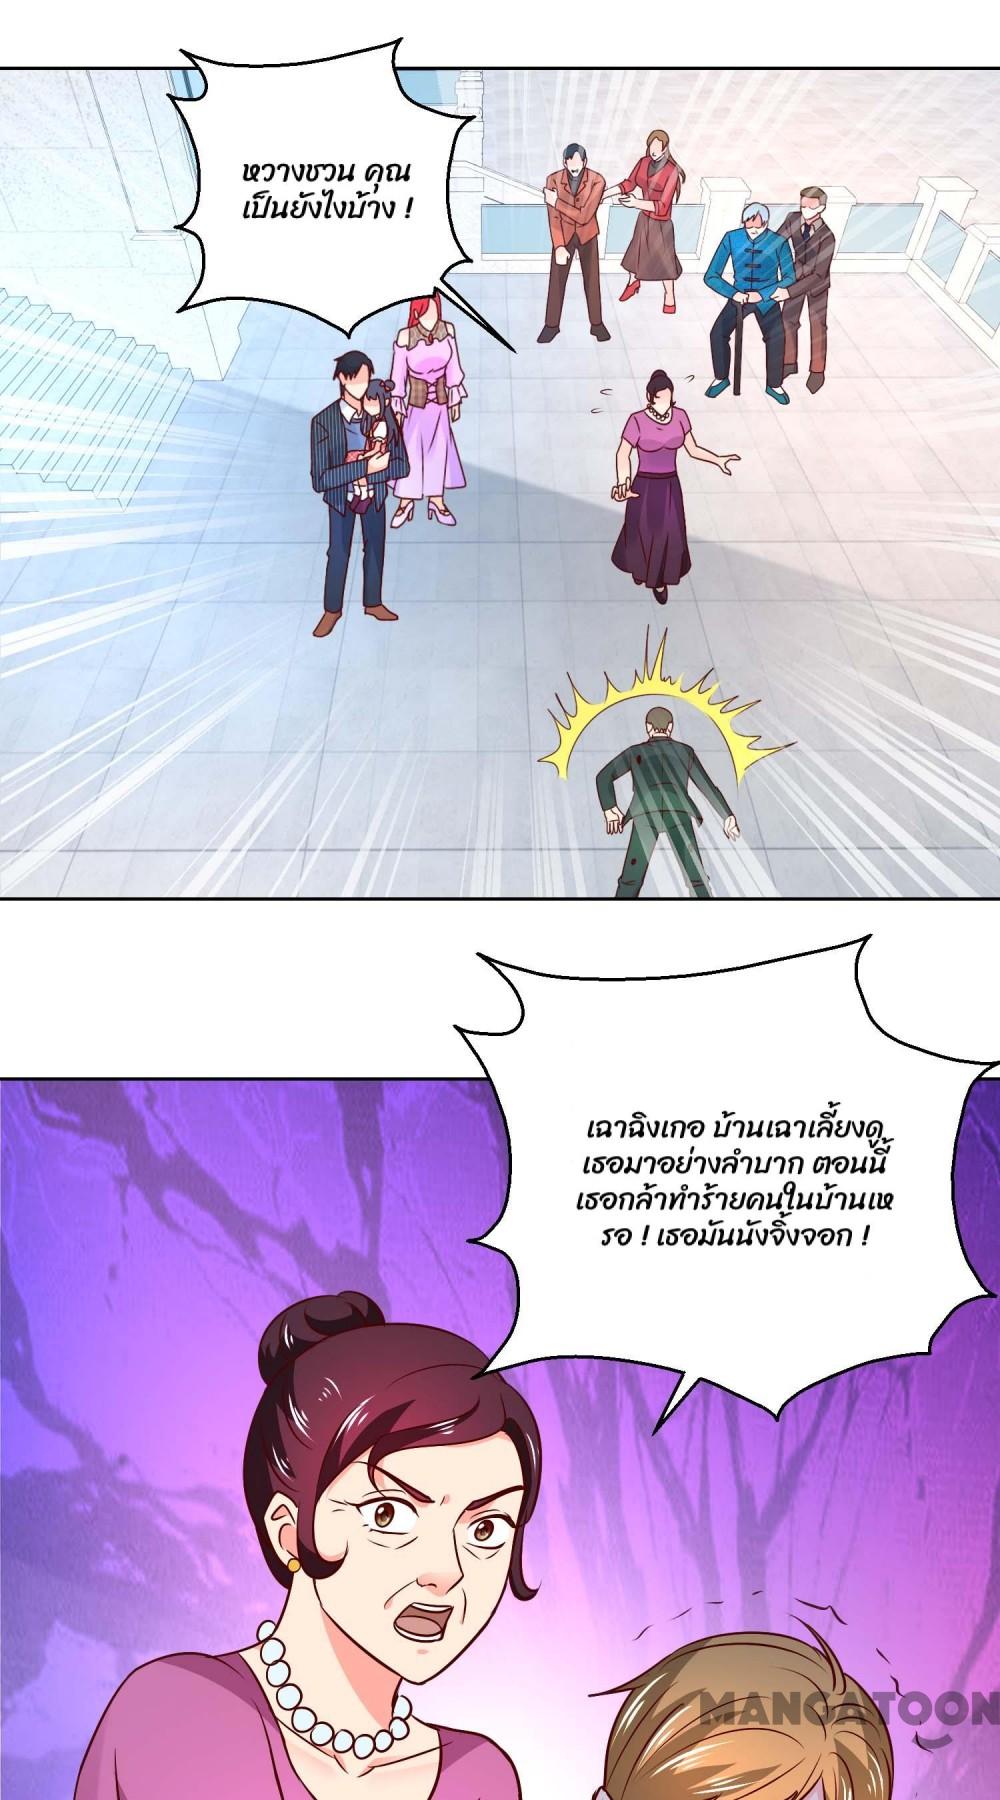 หวางชวน คุณ
เป็นยังไงบ้าง !
เฉาฉิงเกอ บ้านเฉาเลี้ยงดู
เธอมาอย่างลำบาก ตอนนี้
เธอกล้าทำร้ายคนในบ้านเห
รอ ! เธอมันนังจิ้งจอก !
MANGATOON